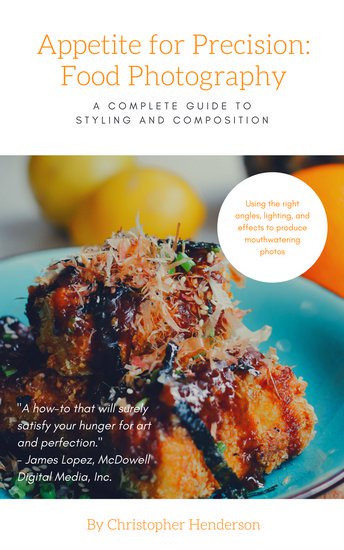 Appetite for Precision:
Food Photography
A COMPLETE GUIDE TO
STYLING AND COMPOSITION
Using the right
angles, lighting, and
effects to produce
mouthwatering
photos
"A how-to that will surely
satisfy your hunger for art
and perfection."
- James Lopez, McDowell
Digital Media, Inc.
By Christopher Henderson